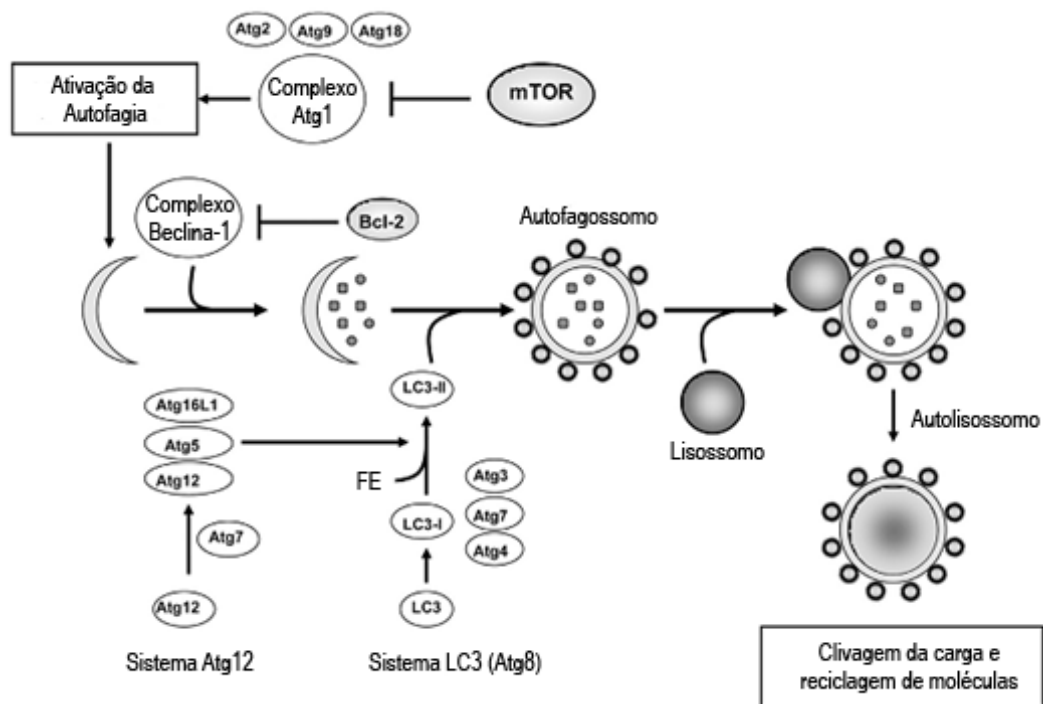 Atg2
Atg9
Atg18
Ativação da
Autofagia
Complexo
Atg1
mTOR
Complexo
Beclina-1
Bcl-2
Autofagossomo
LC3-II
Atg16L1
Atg5
Atg12
FE
Atg3
Atg7
Atg4
LC3-I
Atg7
Atg12
LC3
Lisossomo
Autolisossomo
Sistema Atg12
Sistema LC3 (Atg8)
Clivagem da carga e
reciclagem de moléculas